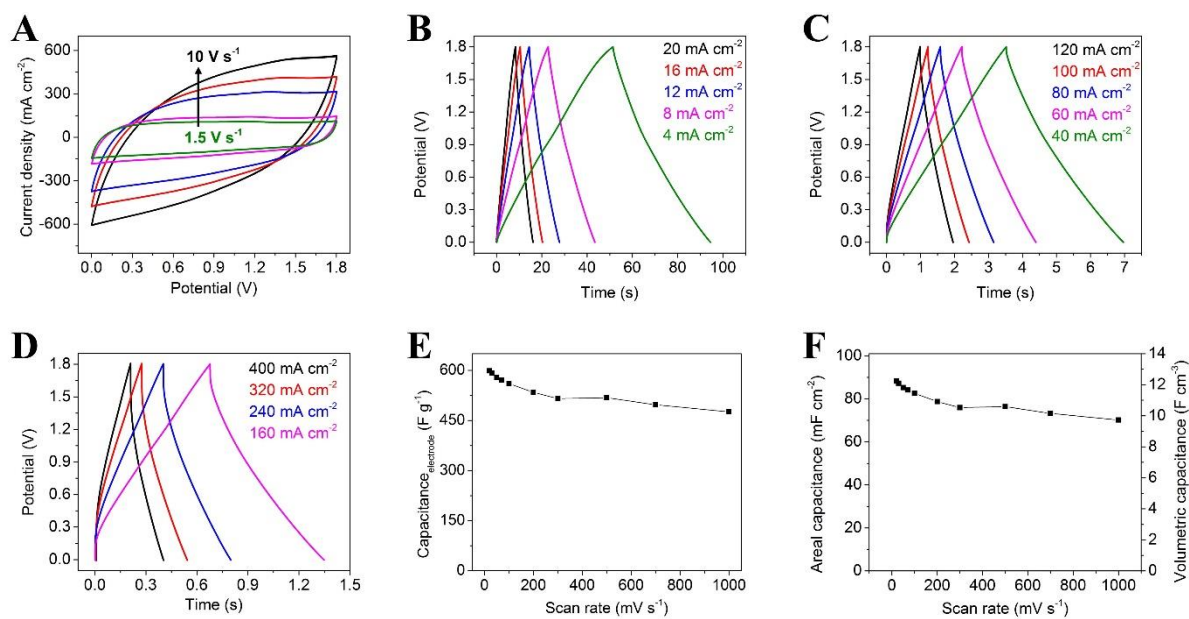 A
600
300
0
-300
-600
Current density (mA cm⁻²)
10 V s⁻¹
1.5 V s⁻¹
0.0 0.3 0.6 0.9 1.2 1.5 1.8
Potential (V)
B
1.8
1.5
1.2
0.9
0.6
0.3
0.0
Potential (V)
20 mA cm⁻²
16 mA cm⁻²
12 mA cm⁻²
8 mA cm⁻²
4 mA cm⁻²
0 20 40 60 80 100
Time (s)
C
1.8
1.5
1.2
0.9
0.6
0.3
0.0
Potential (V)
120 mA cm⁻²
100 mA cm⁻²
80 mA cm⁻²
60 mA cm⁻²
40 mA cm⁻²
0 1 2 3 4 5 6 7
Time (s)
D
1.8
1.5
1.2
0.9
0.6
0.3
0.0
Potential (V)
400 mA cm⁻²
320 mA cm⁻²
240 mA cm⁻²
160 mA cm⁻²
0.0 0.3 0.6 0.9 1.2 1.5
Time (s)
E
600
450
300
150
0
Capacitanceelectrode (F g⁻¹)
0 200 400 600 800 1000
Scan rate (mV s⁻¹)
F
100
80
60
40
20
0
Areal capacitance (mF cm⁻²)
14
12
10
8
6
4
2
0
Volumetric capacitance (F cm⁻³)
0 200 400 600 800 1000
Scan rate (mV s⁻¹)